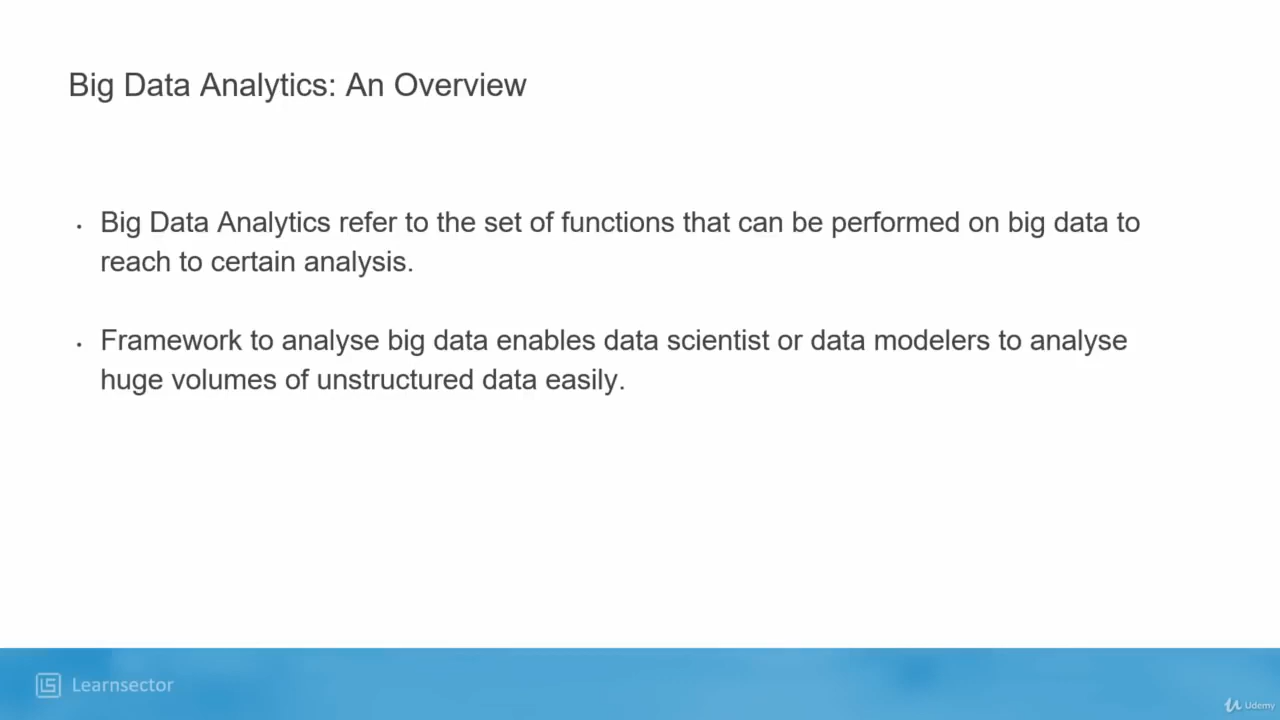 Big Data Analytics: An Overview
• Big Data Analytics refer to the set of functions that can be performed on big data to
reach to certain analysis.
• Framework to analyse big data enables data scientist or data modelers to analyse
huge volumes of unstructured data easily.
LS Learnsector
Udemy